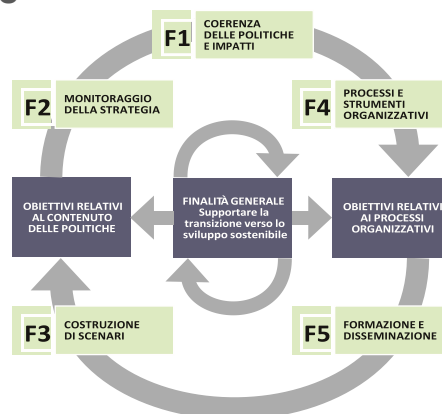 F1
COERENZA
DELLE POLITICHE
E IMPATTI
F2
MONITORAGGIO
DELLA STRATEGIA
F4
PROCESSI E
STRUMENTI
ORGANIZZATIVI
OBIETTIVI RELATIVI
AL CONTENUTO
DELLE POLITICHE
FINALITÀ GENERALE
Supportare la
transizione verso lo
sviluppo sostenibile
OBIETTIVI RELATIVI
AI PROCESSI
ORGANIZZATIVI
F3
COSTRUZIONE
DI SCENARI
F5
FORMAZIONE E
DISSEMINAZIONE